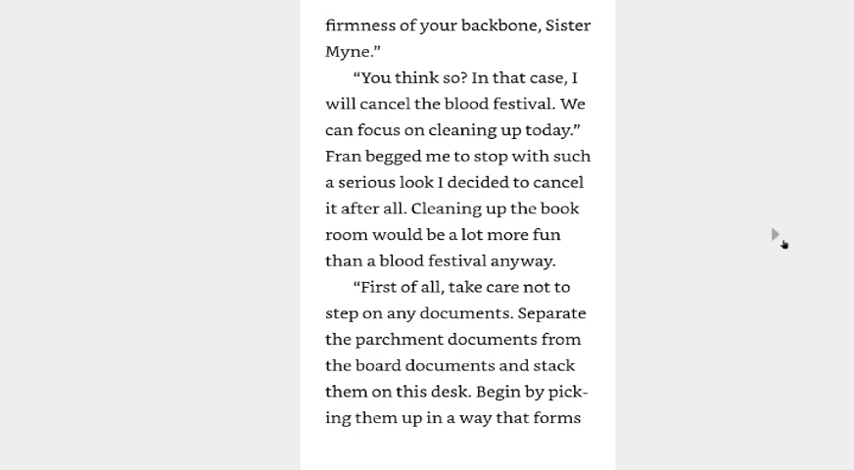 firmness of your backbone, Sister
Myne.”
“You think so? In that case, I
will cancel the blood festival. We
can focus on cleaning up today.”
Fran begged me to stop with such
a serious look I decided to cancel
it after all. Cleaning up the book
room would be a lot more fun
than a blood festival anyway.
“First of all, take care not to
step on any documents. Separate
the parchment documents from
the board documents and stack
them on this desk. Begin by pick-
ing them up in a way that forms